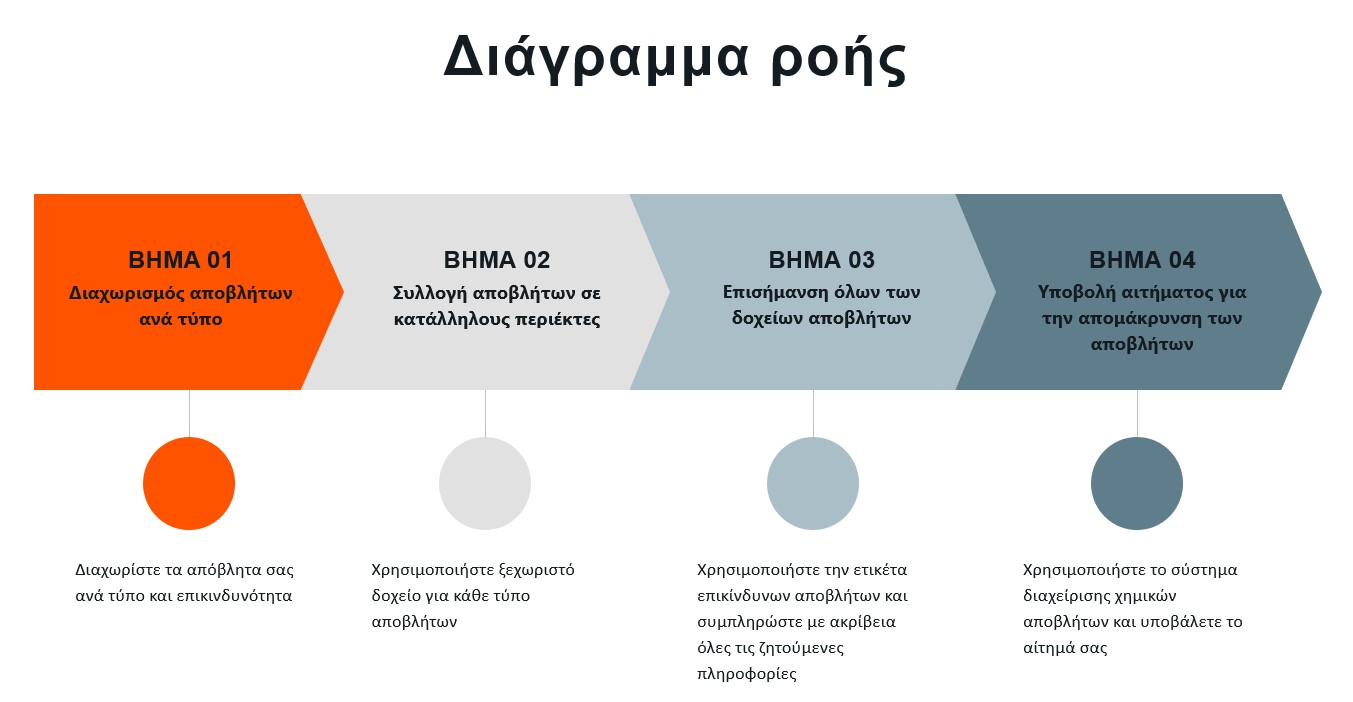 Διάγραμμα ροής
ΒΗΜΑ 01
Διαχωρισμός αποβλήτων
ανά τύπο
ΒΗΜΑ 02
Συλλογή αποβλήτων σε
κατάλληλους περιέκτες
ΒΗΜΑ 03
Επισήμανση όλων των
δοχείων αποβλήτων
ΒΗΜΑ 04
Υποβολή αιτήματος για
την απομάκρυνση των
αποβλήτων
Διαχωρίστε τα απόβλητα σας
ανά τύπο και επικινδυνότητα
Χρησιμοποιήστε ξεχωριστό
δοχείο για κάθε τύπο
αποβλήτων
Χρησιμοποιήστε την ετικέτα
επικίνδυνων αποβλήτων και
συμπληρώστε με ακρίβεια
όλες τις ζητούμενες
πληροφορίες
Χρησιμοποιήστε το σύστημα
διαχείρισης χημικών
αποβλήτων και υποβάλετε το
αίτημά σας